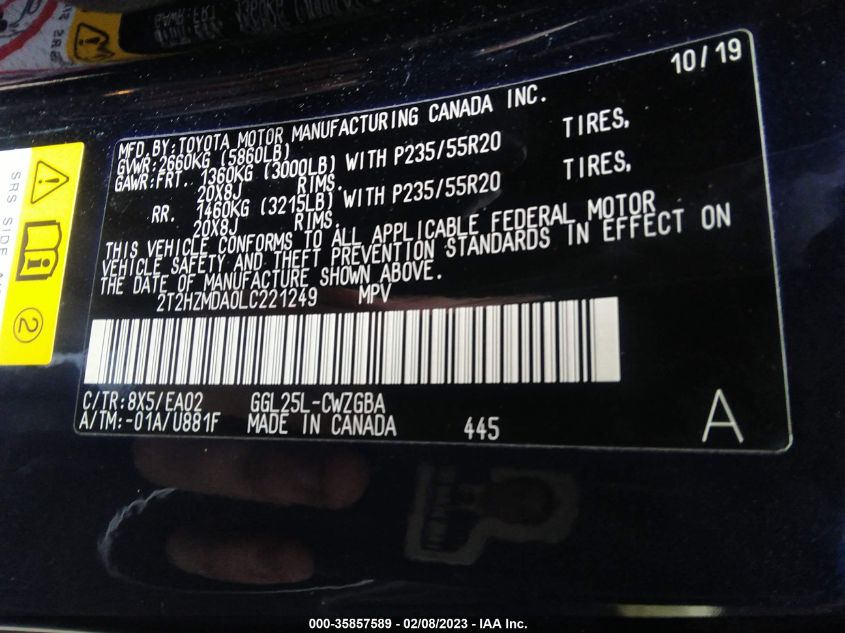 10/19
MFD.BY:TOYOTA MOTOR MANUFACTURING CANADA INC.
GVWR:2660KG (5860LB)
GAWR:FRT. 1360KG (3000LB) WITH P235/55R20 TIRES,
20X8J RIMS.
RR. 1460KG (3215LB) WITH P235/55R20 TIRES,
20X8J RIMS.
THIS VEHICLE CONFORMS TO ALL APPLICABLE FEDERAL MOTOR
VEHICLE SAFETY AND THEFT PREVENTION STANDARDS IN EFFECT ON
THE DATE OF MANUFACTURE SHOWN ABOVE.
2T2HZMDA0LC221249 MPV
C/TR:8X5/EA02 GGL25L-CWZGBA
A/TM:-01A/U881F MADE IN CANADA 445
A
SRS SIDE
2
000-35857589 - 02/08/2023 - IAA Inc.